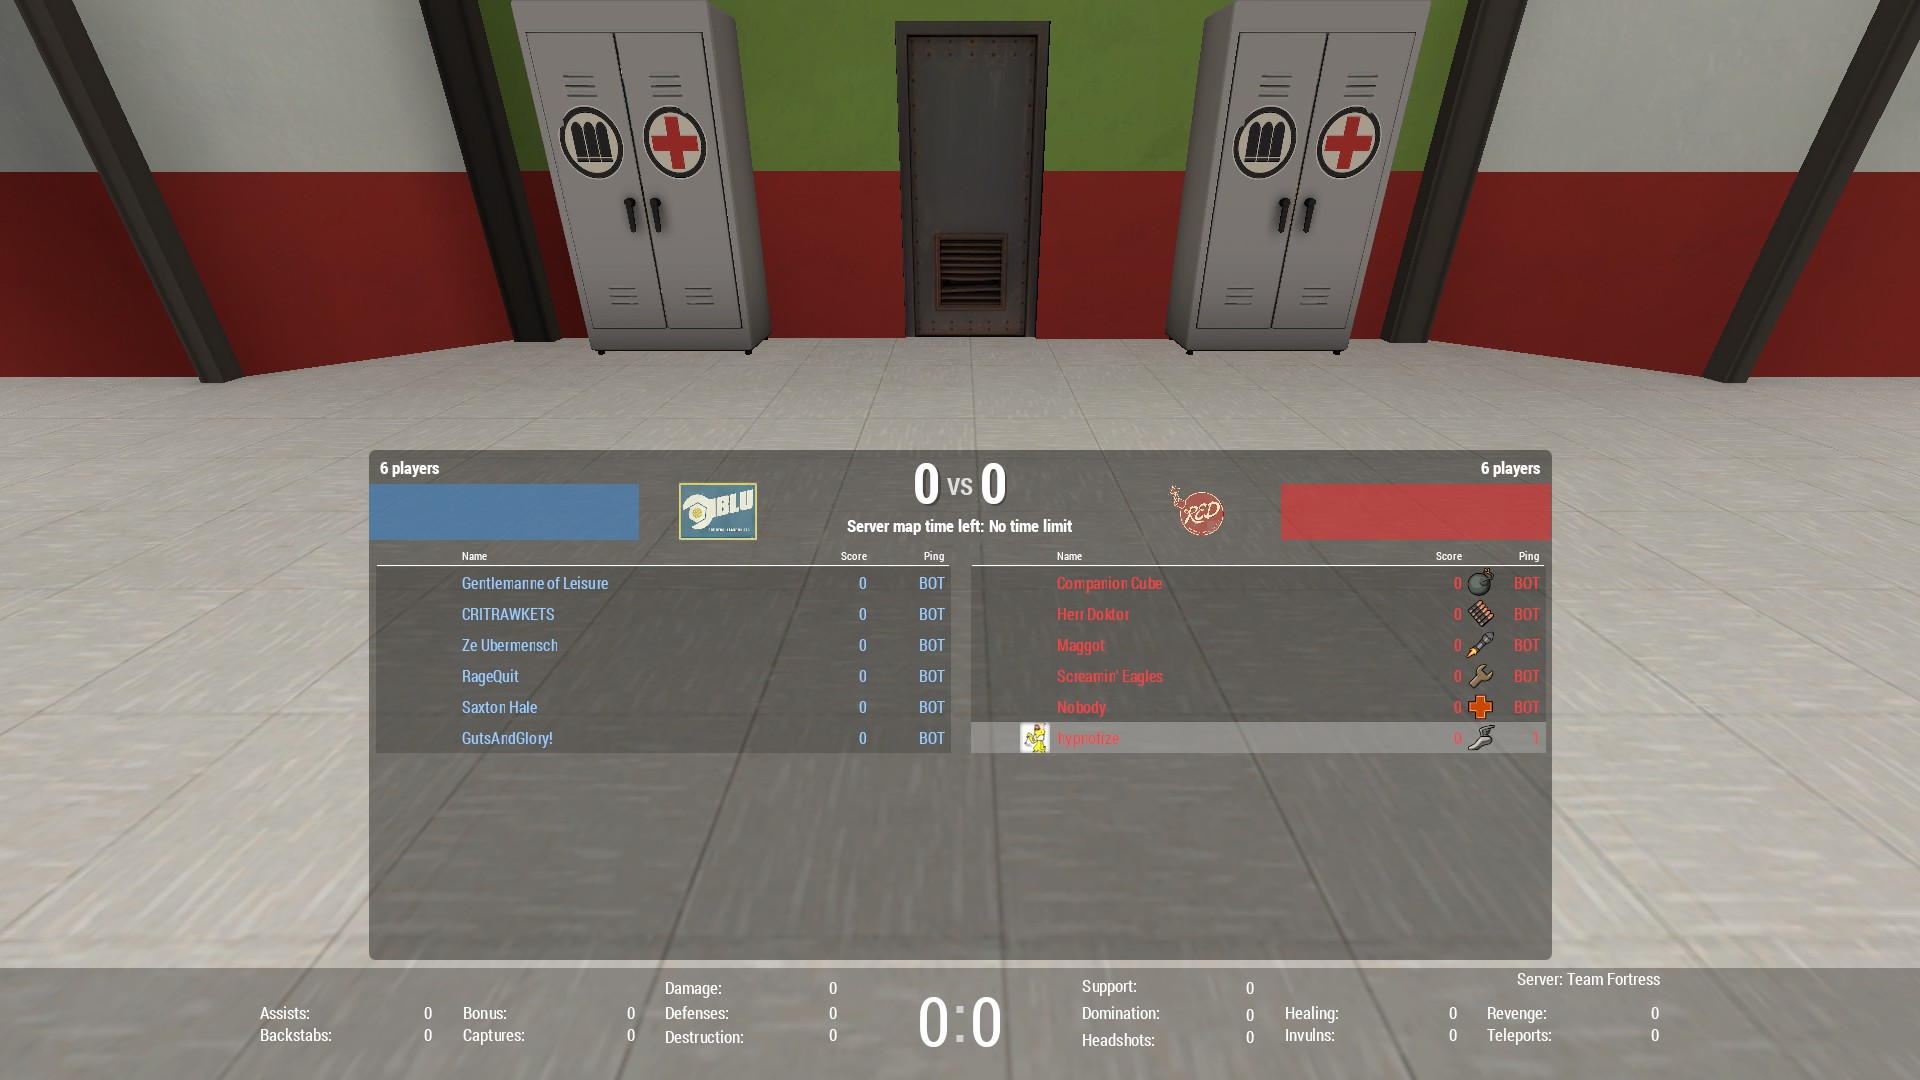 6 players
0 VS 0
6 players
BLU
RED
Server map time left: No time limit
Name Score Ping
Gentlemanne of Leisure 0 BOT
CRITRAWKETS 0 BOT
Ze Ubermensch 0 BOT
RageQuit 0 BOT
Saxton Hale 0 BOT
GutsAndGlory! 0 BOT
Name Score Ping
Companion Cube 0 BOT
Herr Doktor 0 BOT
Maggot 0 BOT
Screamin' Eagles 0 BOT
Nobody 0 BOT
hypnotize 0 1
Server: Team Fortress
Assists: 0
Backstabs: 0
Bonus: 0
Captures: 0
Damage: 0
Defenses: 0
Destruction: 0
0:0
Support: 0
Domination: 0
Headshots: 0
Healing: 0
Invulns: 0
Revenge: 0
Teleports: 0